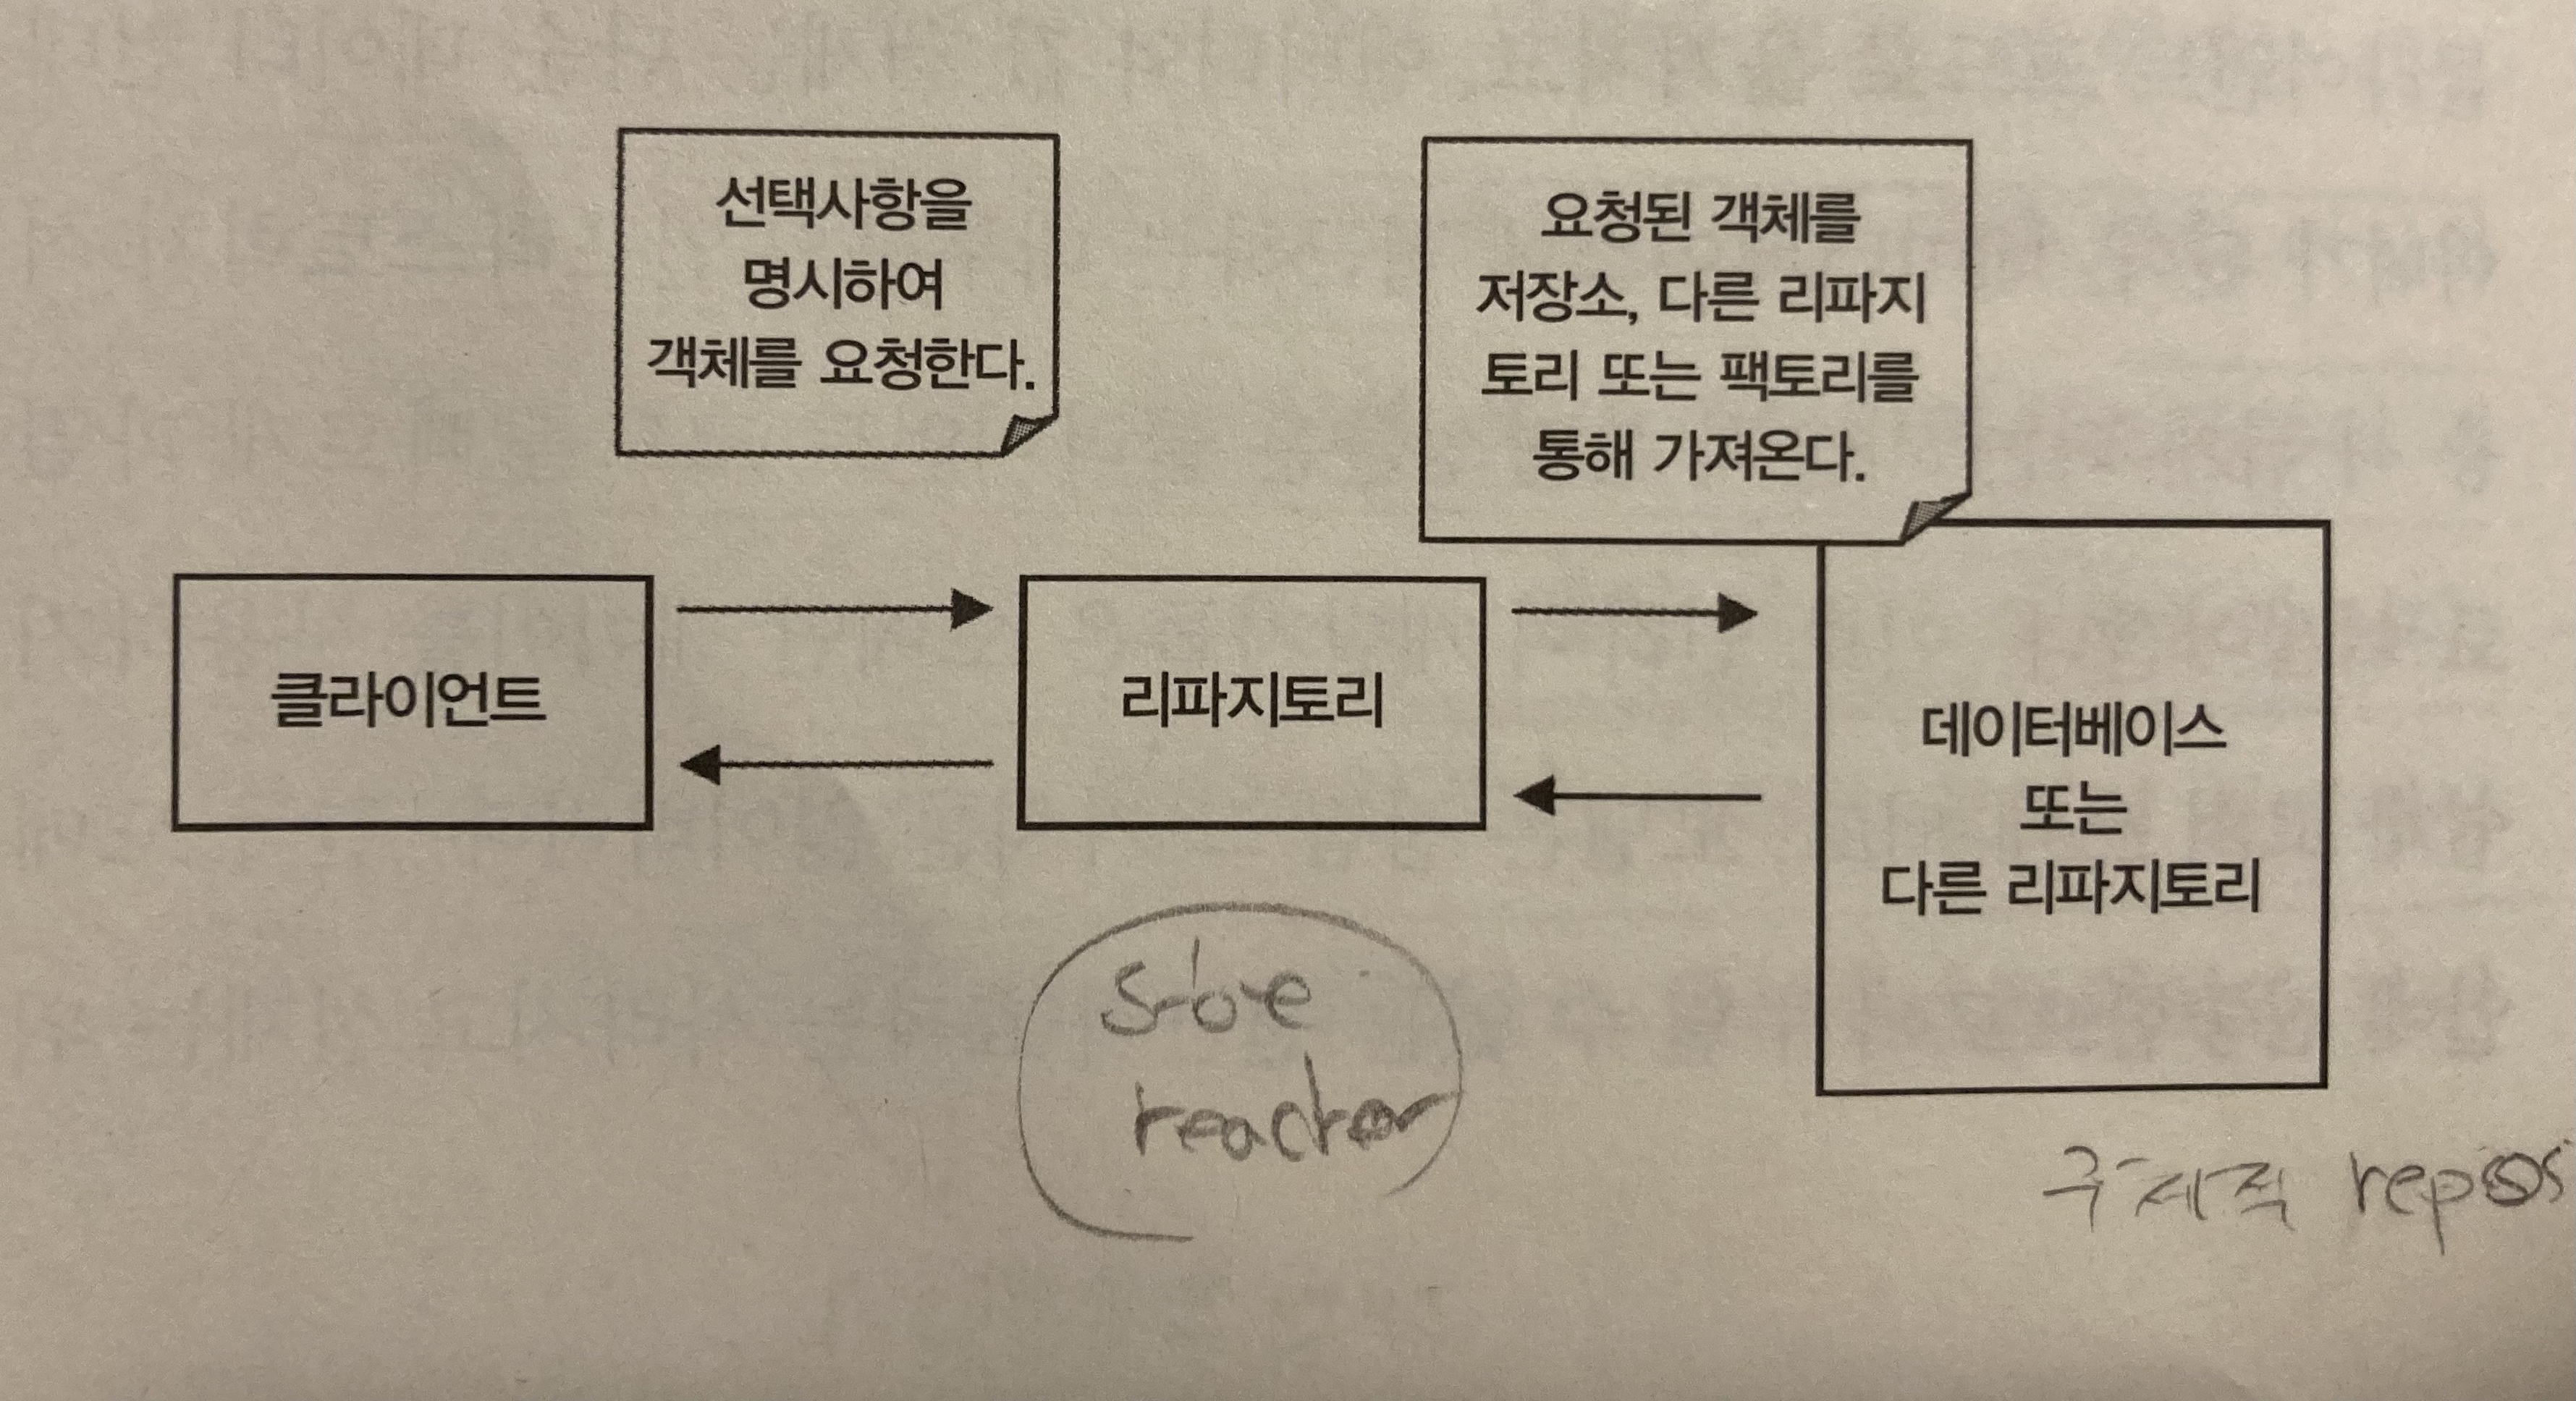 선택사항을
명시하여
객체를 요청한다.
요청된 객체를
저장소, 다른 리파지
토리 또는 팩토리를
통해 가져온다.
클라이언트
리파지토리
데이터베이스
또는
다른 리파지토리
reactor
구체적 repos